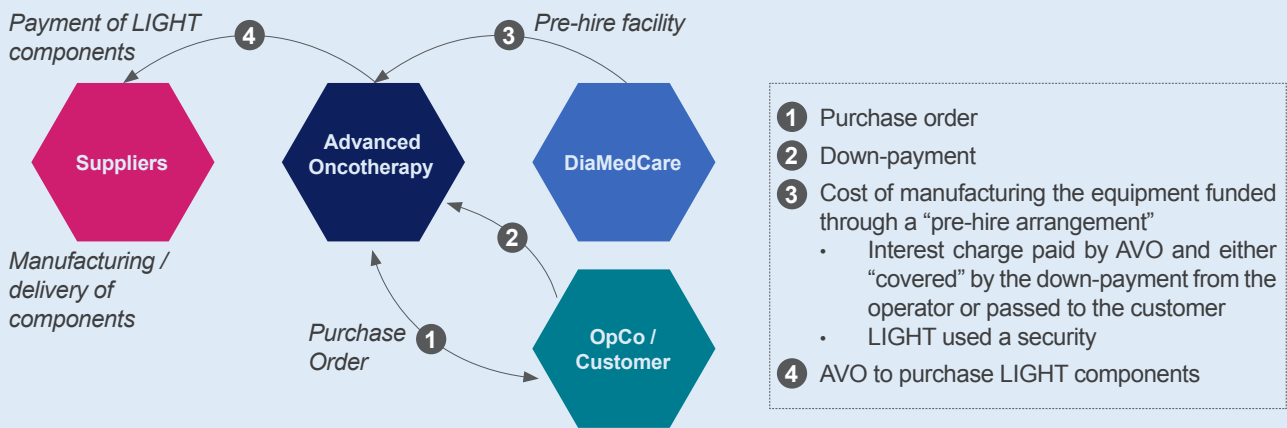 Payment of LIGHT
components
4
3
Pre-hire facility
Suppliers
Advanced
Oncotherapy
DiaMedCare
Manufacturing /
delivery of
components
2
Purchase
Order
1
OpCo /
Customer
1 Purchase order
2 Down-payment
3 Cost of manufacturing the equipment funded
through a “pre-hire arrangement”
• Interest charge paid by AVO and either
“covered” by the down-payment from the
operator or passed to the customer
• LIGHT used a security
4 AVO to purchase LIGHT components